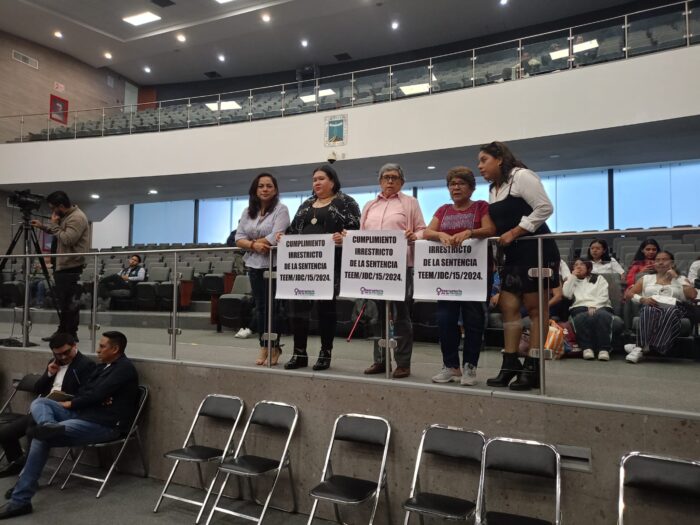 CUMPLIMIENTO
IRRESTRICTO
DE LA SENTENCIA
TEEM/JDC/15/2024.
CUMPLIMIENTO
IRRESTRICTO
DE LA SENTENCIA
TEEM/JDC/15/2024.
IRRESTRICTO
DE LA SENTENCIA
TEEM/JDC/15/2024.